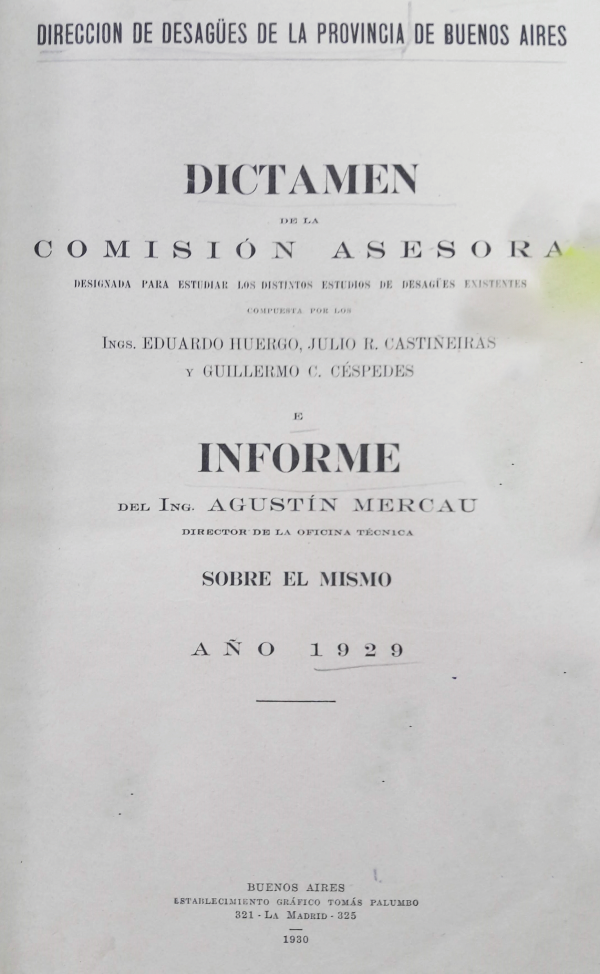 DIRECCION DE DESAGÜES DE LA PROVINCIA DE BUENOS AIRES
DICTAMEN
DE LA
COMISIÓN ASESORA
DESIGNADA PARA ESTUDIAR LOS DISTINTOS ESTUDIOS DE DESAGÜES EXISTENTES
COMPUESTA POR LOS
INGS. EDUARDO HUERGO, JULIO R. CASTIÑEIRAS
Y GUILLERMO C. CÉSPEDES
E
INFORME
DEL ING. AGUSTÍN MERCAU
DIRECTOR DE LA OFICINA TÉCNICA
SOBRE EL MISMO
AÑO 1929
BUENOS AIRES
ESTABLECIMIENTO GRÁFICO TOMÁS PALUMBO
321 - LA MADRID - 325
1930